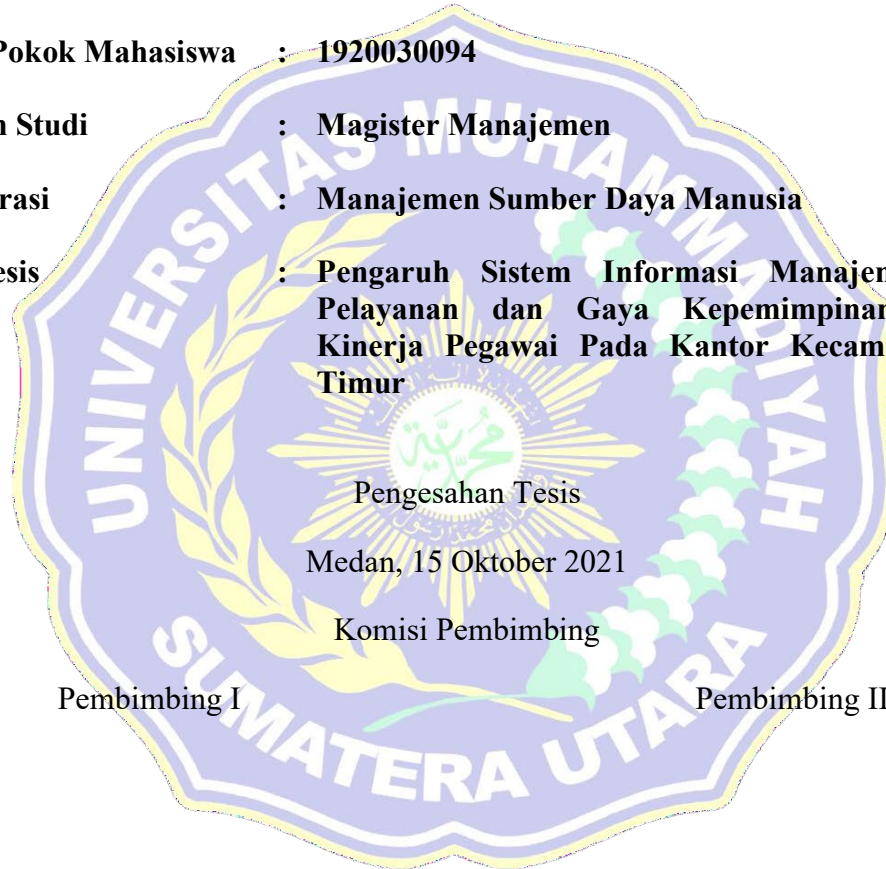 Pokok Mahasiswa : 1920030094
n Studi : Magister Manajemen
rasi : Manajemen Sumber Daya Manusia
esis : Pengaruh Sistem Informasi Manajem
Pelayanan dan Gaya Kepemimpinan
Kinerja Pegawai Pada Kantor Kecam
Timur
Pengesahan Tesis
Medan, 15 Oktober 2021
Komisi Pembimbing
Pembimbing I Pembimbing II
UNIVERSITAS MUHAMMADIYAH
SUMATERA UTARA
محمدية